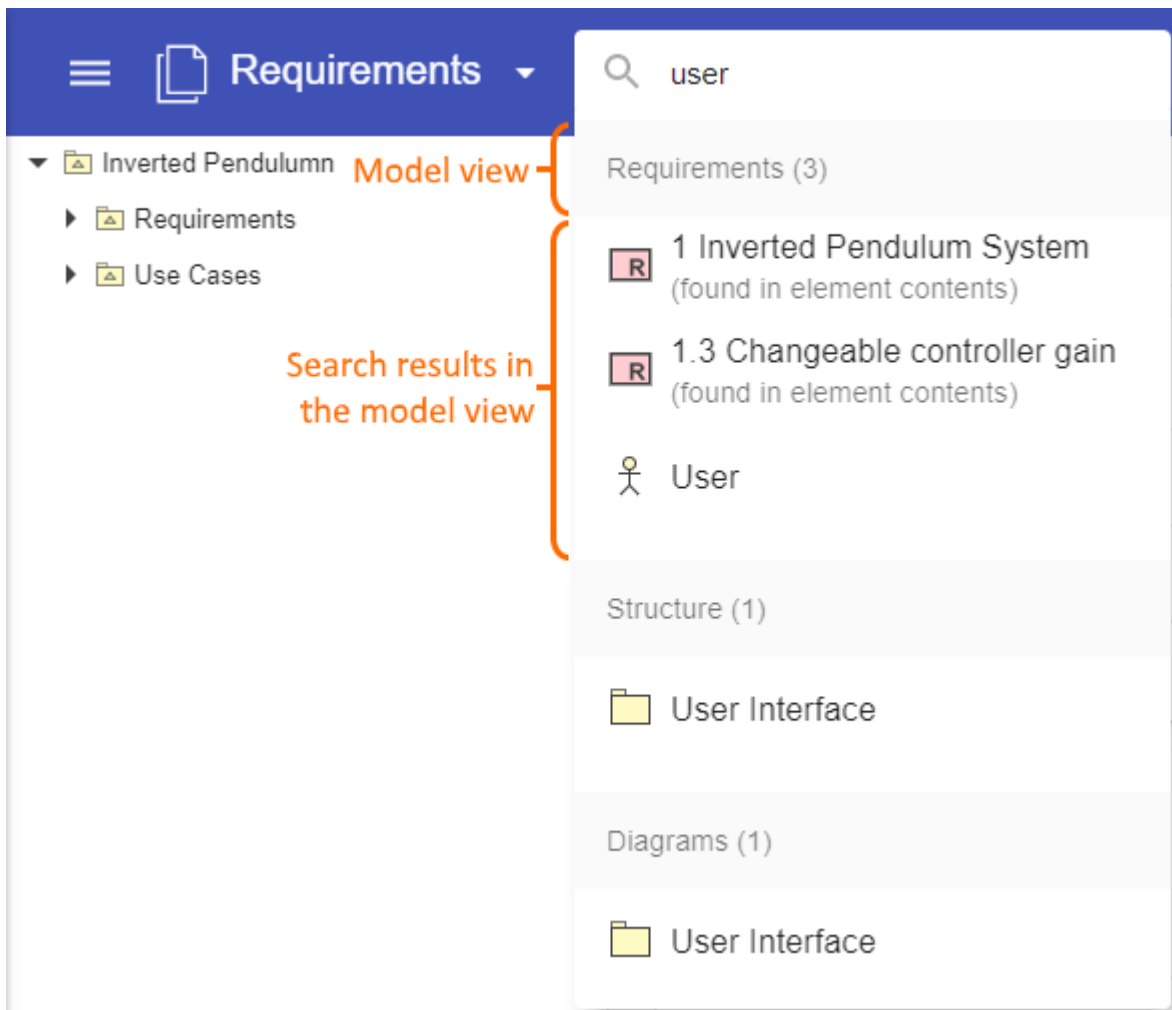 Requirements
user
Inverted Pendulumn
Requirements
Use Cases
Model view
Search results in
the model view
Requirements (3)
R
1 Inverted Pendulum System
(found in element contents)
R
1.3 Changeable controller gain
(found in element contents)
User
Structure (1)
User Interface
Diagrams (1)
User Interface